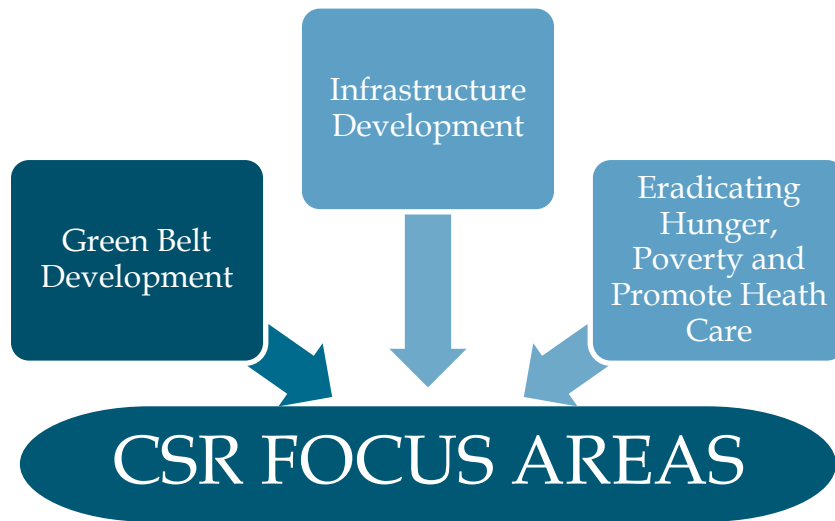 Infrastructure
Development
Green Belt
Development
Eradicating
Hunger,
Poverty and
Promote Heath
Care
CSR FOCUS AREAS